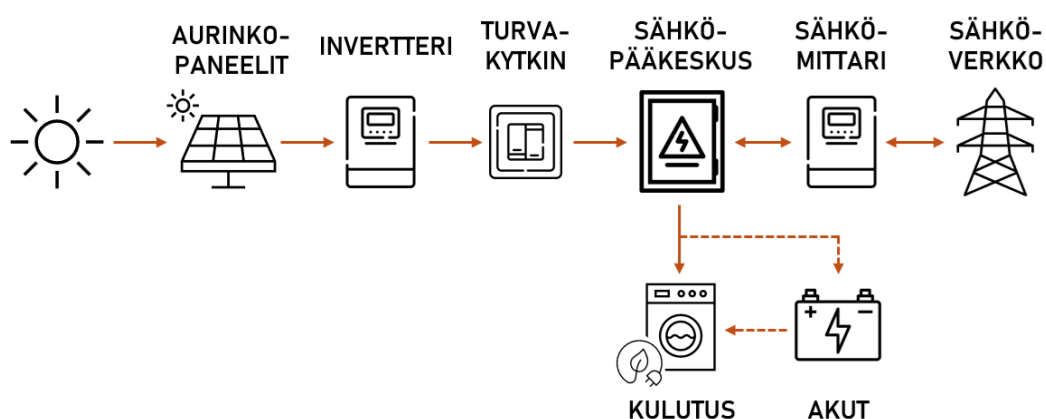 AURINKO-
PANEELIT
INVERTTERI
TURVA-
KYTKIN
SÄHKÖ-
PÄÄKESKUS
SÄHKÖ-
MITTARI
SÄHKÖ-
VERKKO
+ −
KULUTUS
AKUT